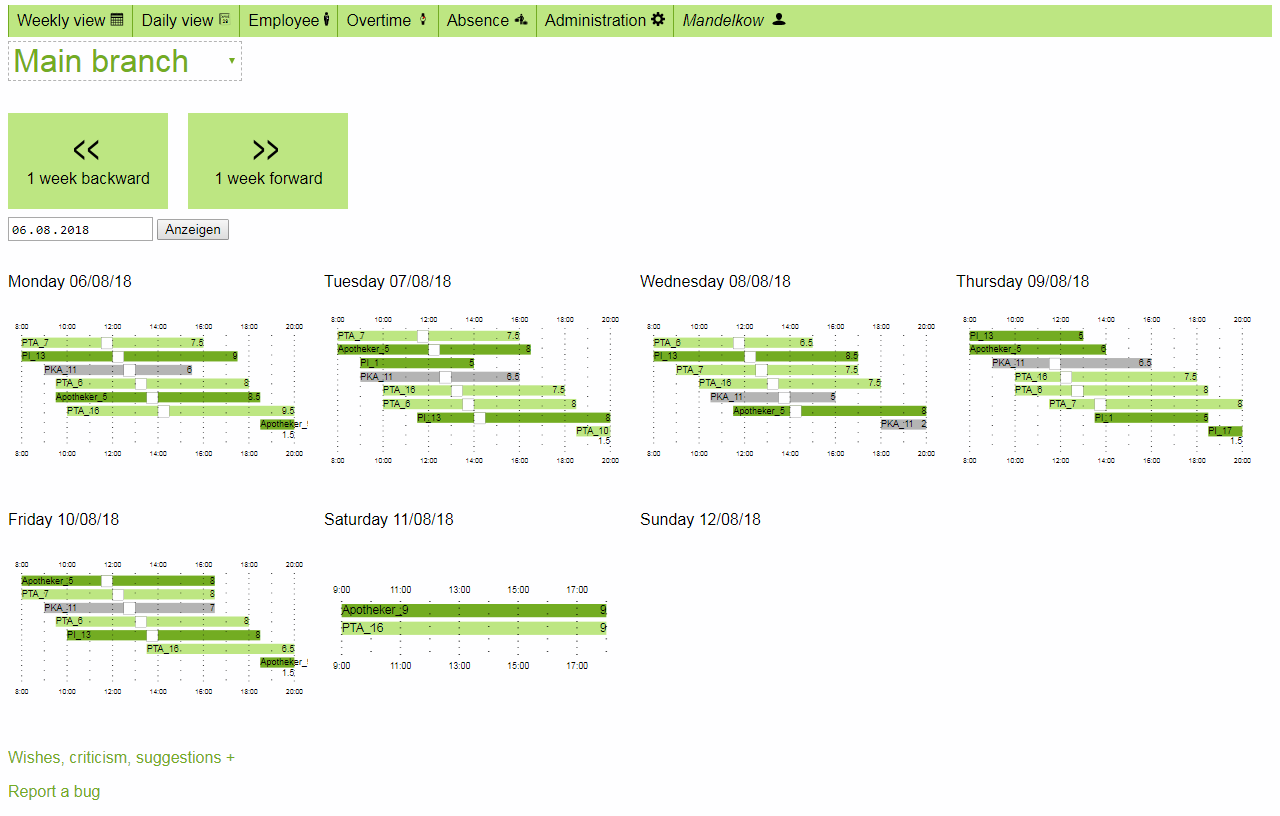 Weekly view Daily view Employee Overtime Absence Administration Mandelkow
Main branch
<< >>
1 week backward 1 week forward
06.08.2018 Anzeigen
Monday 06/08/18
8:00 10:00 12:00 14:00 16:00 18:00 20:00
PTA_7 7.5
PI_13 9
PKA_11 6
PTA_6 8
Apotheker_5 8.5
PTA_16 9.5
Apotheker_
1.5
8:00 10:00 12:00 14:00 16:00 18:00 20:00
Tuesday 07/08/18
8:00 10:00 12:00 14:00 16:00 18:00 20:00
PTA_7 7.5
Apotheker_5 8
PI_1 5
PKA_11 6.5
PTA_16 7.5
PTA_6 8
PI_13 8
PTA_10
1.5
8:00 10:00 12:00 14:00 16:00 18:00 20:00
Wednesday 08/08/18
8:00 10:00 12:00 14:00 16:00 18:00 20:00
PTA_6 6.5
PI_13 8.5
PTA_7 7.5
PTA_16 7.5
PKA_11 5
Apotheker_5 8
PKA_11 2
8:00 10:00 12:00 14:00 16:00 18:00 20:00
Thursday 09/08/18
8:00 10:00 12:00 14:00 16:00 18:00 20:00
PI_13 5
Apotheker_5 6
PKA_11 6.5
PTA_16 7.5
PTA_6 8
PTA_7 8
PI_1 5
PI_17
1.5
8:00 10:00 12:00 14:00 16:00 18:00 20:00
Friday 10/08/18
8:00 10:00 12:00 14:00 16:00 18:00 20:00
Apotheker_5 8
PTA_7 8
PKA_11 7
PTA_6 8
PI_13 8
PTA_16 6.5
Apotheker_
1.5
8:00 10:00 12:00 14:00 16:00 18:00 20:00
Saturday 11/08/18
9:00 11:00 13:00 15:00 17:00
Apotheker_9 9
PTA_16 9
9:00 11:00 13:00 15:00 17:00
Sunday 12/08/18
Wishes, criticism, suggestions +
Report a bug